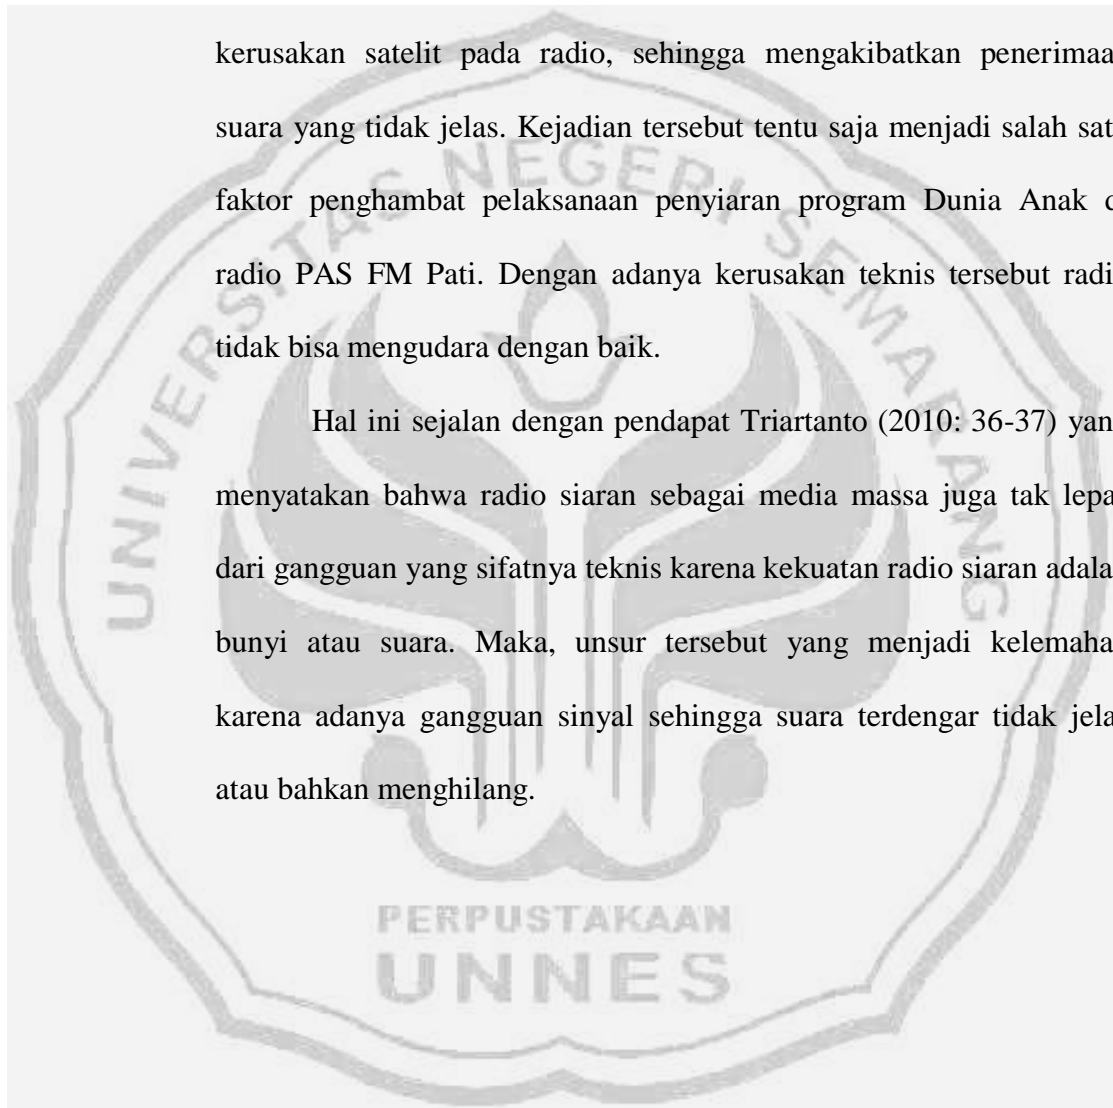 kerusakan satelit pada radio, sehingga mengakibatkan penerimaa
suara yang tidak jelas. Kejadian tersebut tentu saja menjadi salah sat
faktor penghambat pelaksanaan penyiaran program Dunia Anak d
radio PAS FM Pati. Dengan adanya kerusakan teknis tersebut radi
tidak bisa mengudara dengan baik.
Hal ini sejalan dengan pendapat Triartanto (2010: 36-37) yan
menyatakan bahwa radio siaran sebagai media massa juga tak lepa
dari gangguan yang sifatnya teknis karena kekuatan radio siaran adala
bunyi atau suara. Maka, unsur tersebut yang menjadi kelemaha
karena adanya gangguan sinyal sehingga suara terdengar tidak jela
atau bahkan menghilang.
UNIVERSITAS NEGERI SEMARANG
PERPUSTAKAAN
UNNES